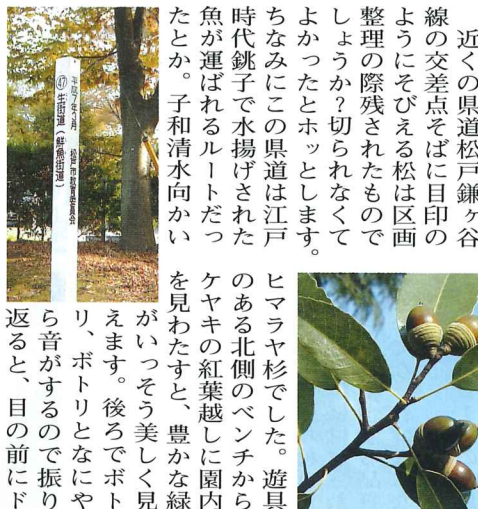 近くの県道松戸鎌ヶ谷
線の交差点そばに目印の
ようにそびえる松は区画
整理の際残されたもので
しょうか?切られなくて
よかったとホッとします。
ちなみにこの県道は江戸
時代銚子で水揚げされた
魚が運ばれるルートだっ
たとか。子和清水向かい
平成7年3月 松戸市教育委員会
㊼生街道(鮮魚街道)
ヒマラヤ杉でした。遊具
のある北側のベンチから
ケヤキの紅葉越しに園内
を見わたすと、豊かな緑
がいっそう美しく見
えます。後ろでボト
リ、ボトリとなにや
ら音がするので振り
返ると、目の前にド